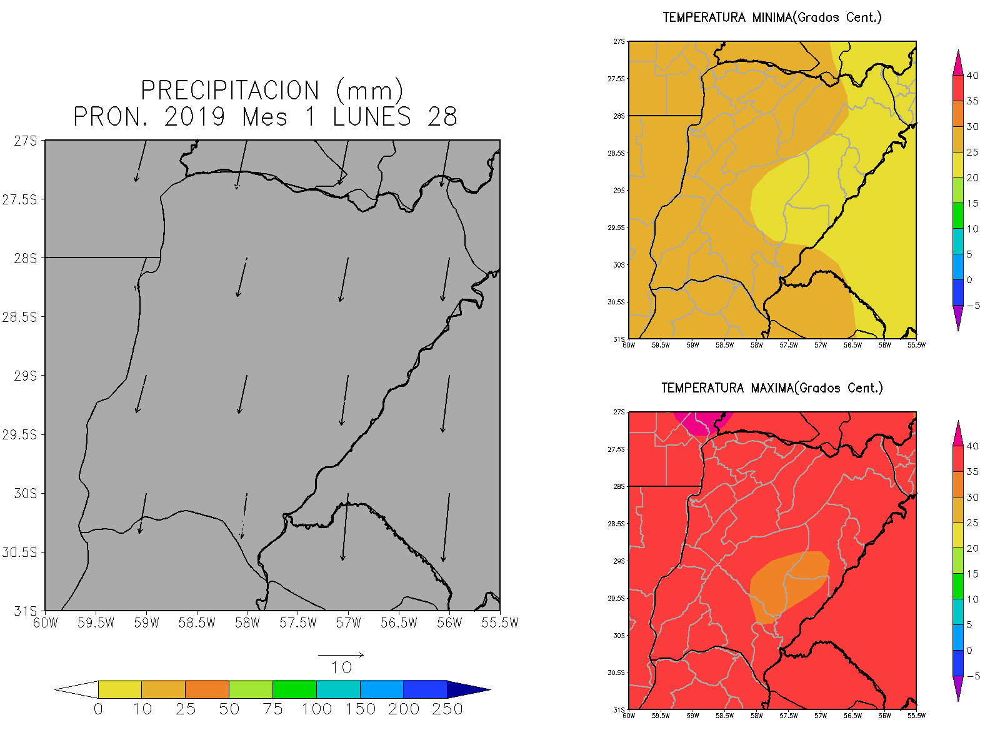 PRECIPITACION (mm)
PRON. 2019 Mes 1 LUNES 28
27S
27.5S
28S
28.5S
29S
29.5S
30S
30.5S
31S
60W 59.5W 59W 58.5W 58W 57.5W 57W 56.5W 56W 55.5W
10
0 10 25 50 75 100 150 200 250
TEMPERATURA MINIMA(Grados Cent.)
27S
27.5S
28S
28.5S
29S
29.5S
30S
30.5S
31S
60W 59.5W 59W 58.5W 58W 57.5W 57W 56.5W 56W 55.5W
40
35
30
25
20
15
10
5
0
-5
TEMPERATURA MAXIMA(Grados Cent.)
27S
27.5S
28S
28.5S
29S
29.5S
30S
30.5S
31S
60W 59.5W 59W 58.5W 58W 57.5W 57W 56.5W 56W 55.5W
40
35
30
25
20
15
10
5
0
-5